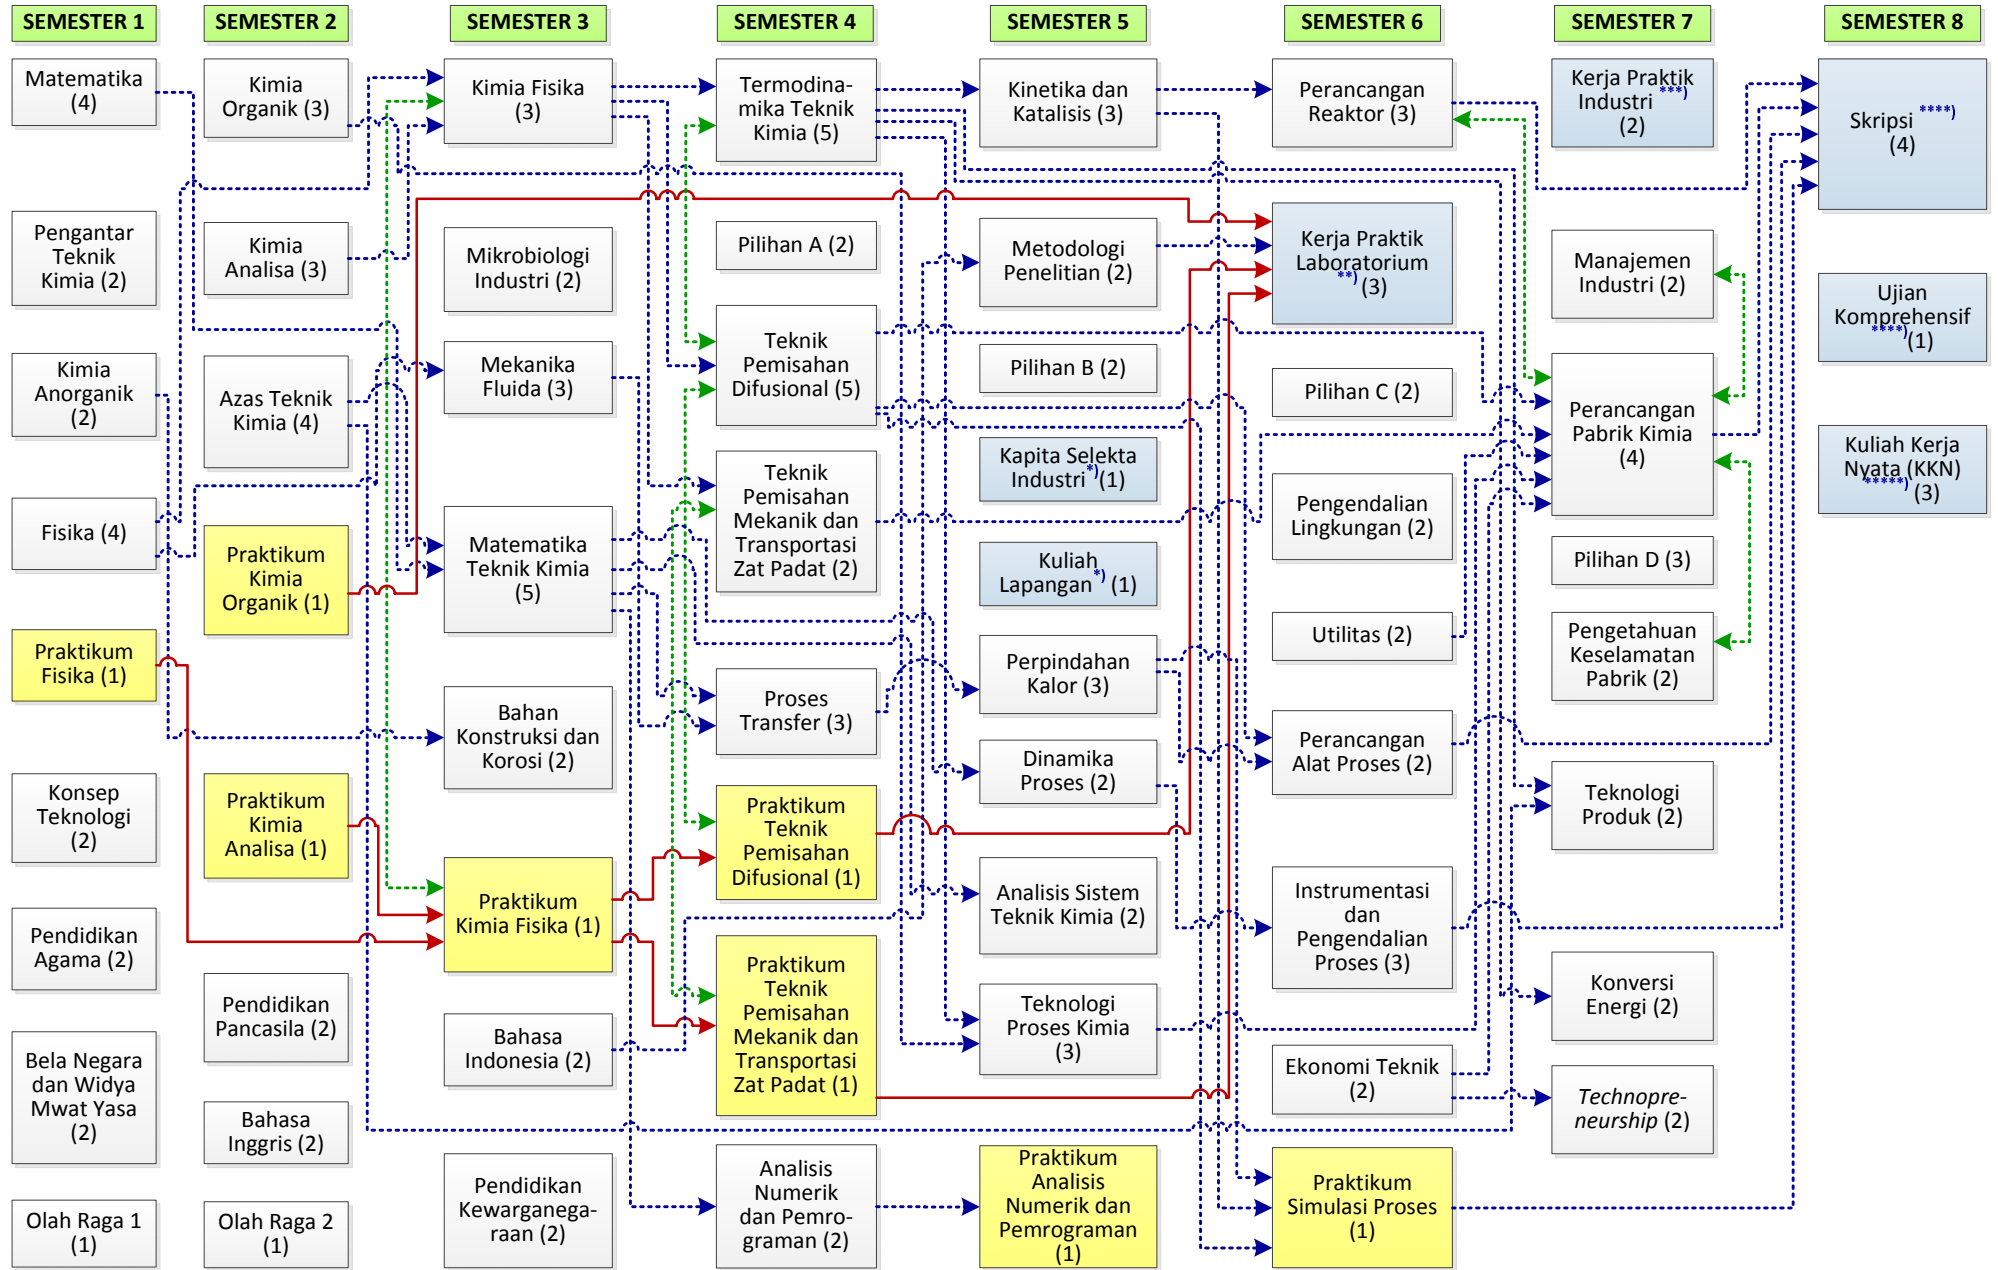 SEMESTER 1
Matematika
(4)
Pengantar
Teknik
Kimia (2)
Kimia
Anorganik
(2)
Fisika (4)
Praktikum
Fisika (1)
Konsep
Teknologi
(2)
Pendidikan
Agama (2)
Bela Negara
dan Widya
Mwat Yasa
(2)
Olah Raga 1
(1)
SEMESTER 2
Kimia
Organik (3)
Kimia
Analisa (3)
Azas Teknik
Kimia (4)
Praktikum
Kimia
Organik (1)
Praktikum
Kimia
Analisa (1)
Pendidikan
Pancasila (2)
Bahasa
Inggris (2)
Olah Raga 2
(1)
SEMESTER 3
Kimia Fisika
(3)
Mikrobiologi
Industri (2)
Mekanika
Fluida (3)
Matematika
Teknik Kimia
(5)
Bahan
Konstruksi dan
Korosi (2)
Praktikum
Kimia Fisika (1)
Bahasa
Indonesia (2)
Pendidikan
Kewarganega-
raan (2)
SEMESTER 4
Termodina-
mika Teknik
Kimia (5)
Pilihan A (2)
Teknik
Pemisahan
Difusional (5)
Teknik
Pemisahan
Mekanik dan
Transportasi
Zat Padat (2)
Proses
Transfer (3)
Praktikum
Teknik
Pemisahan
Difusional (1)
Praktikum
Teknik
Pemisahan
Mekanik dan
Transportasi
Zat Padat (1)
Analisis
Numerik
dan Pemro-
graman (2)
SEMESTER 5
Kinetika dan
Katalisis (3)
Metodologi
Penelitian (2)
Pilihan B (2)
Kapita Selekta
Industri*) (1)
Kuliah
Lapangan*) (1)
Perpindahan
Kalor (3)
Dinamika
Proses (2)
Analisis Sistem
Teknik Kimia (2)
Teknologi
Proses Kimia
(3)
Praktikum
Analisis
Numerik dan
Pemrograman
(1)
SEMESTER 6
Perancangan
Reaktor (3)
Kerja Praktik
Laboratorium
**) (3)
Pilihan C (2)
Pengendalian
Lingkungan (2)
Utilitas (2)
Perancangan
Alat Proses (2)
Instrumentasi
dan
Pengendalian
Proses (3)
Ekonomi Teknik
(2)
Praktikum
Simulasi Proses
(1)
SEMESTER 7
Kerja Praktik
Industri ***)
(2)
Manajemen
Industri (2)
Perancangan
Pabrik Kimia
(4)
Pilihan D (3)
Pengetahuan
Keselamatan
Pabrik (2)
Teknologi
Produk (2)
Konversi
Energi (2)
Technopre-
neurship (2)
SEMESTER 8
Skripsi ****)
(4)
Ujian
Komprehensif
****) (1)
Kuliah Kerja
Nyata (KKN)
*****) (3)